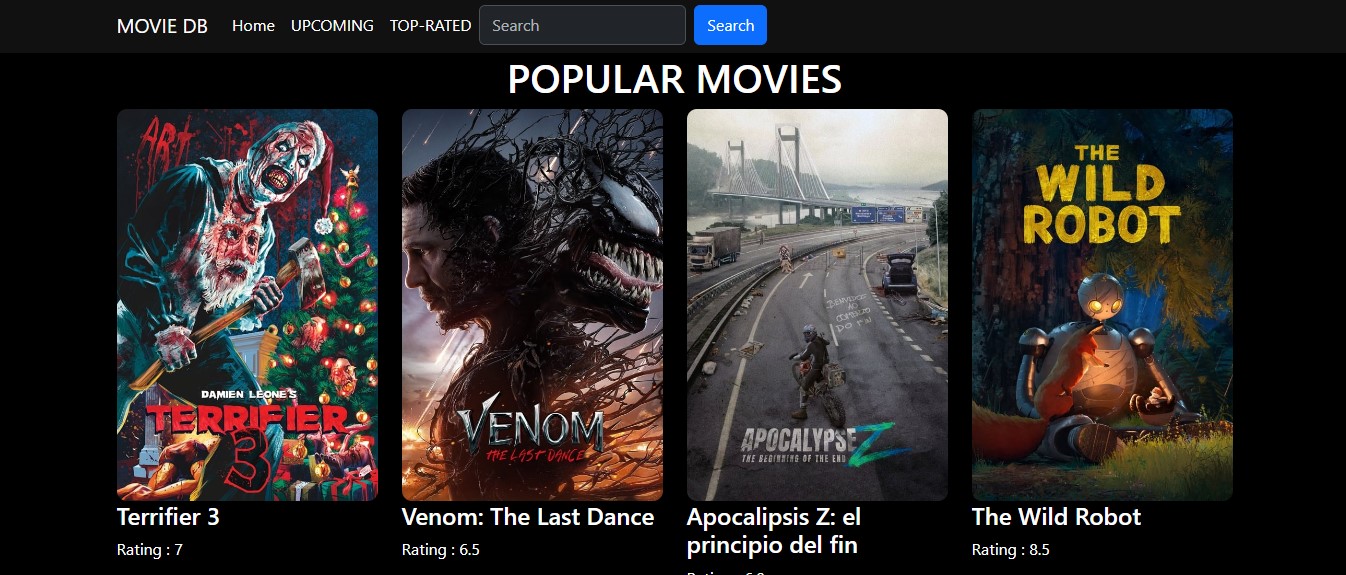 MOVIE DB Home UPCOMING TOP-RATED Search Search
POPULAR MOVIES
ART
DAMIEN LEONE'S
TERRIFIER
3
VENOM
THE LAST DANCE
APOCALYPSE Z
THE BEGINNING OF THE END
THE
WILD
ROBOT
Terrifier 3
Rating : 7
Venom: The Last Dance
Rating : 6.5
Apocalipsis Z: el
principio del fin
The Wild Robot
Rating : 8.5